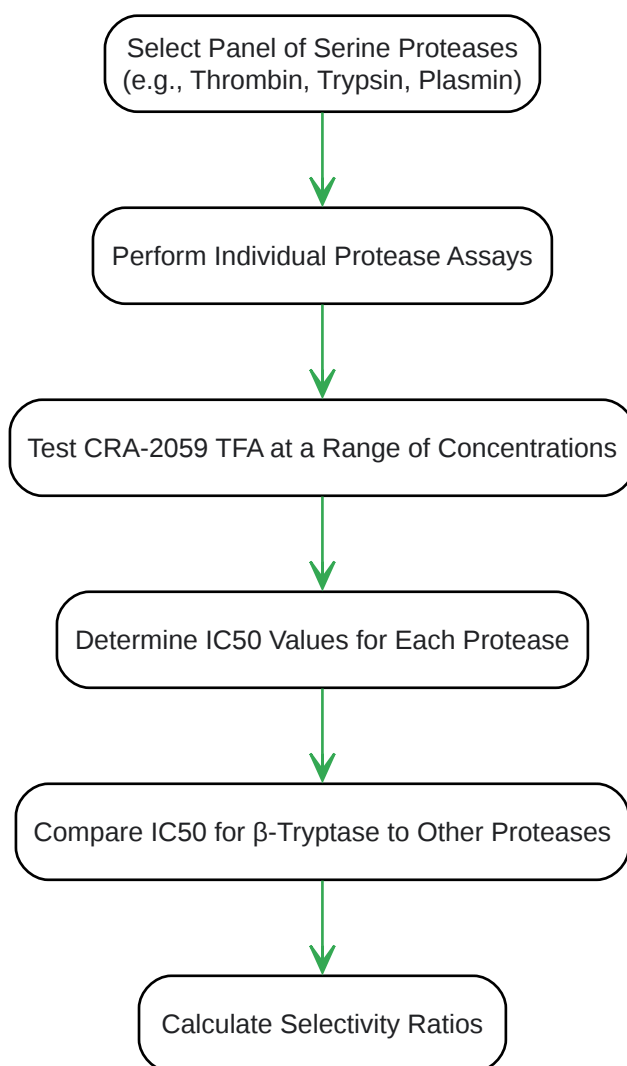 Select Panel of Serine Proteases
(e.g., Thrombin, Trypsin, Plasmin)
Perform Individual Protease Assays
Test CRA-2059 TFA at a Range of Concentrations
Determine IC50 Values for Each Protease
Compare IC50 for β-Tryptase to Other Proteases
Calculate Selectivity Ratios